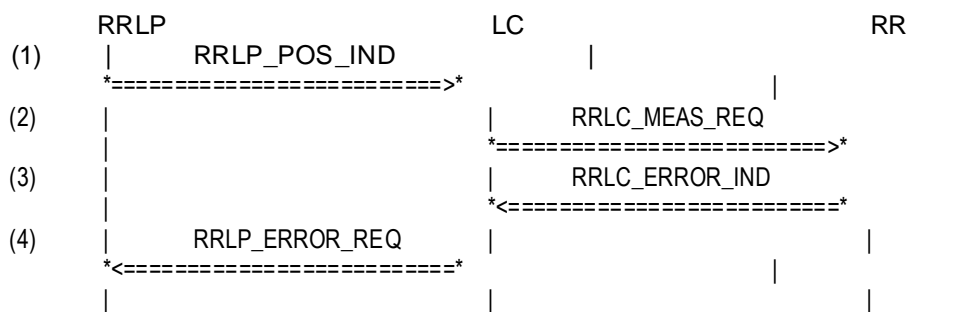 RRLP LC RR
(1) | RRLP_POS_IND |
*==========================>* |
(2) | | RRLC_MEAS_REQ
| *==========================>*
(3) | | RRLC_ERROR_IND
| *<==========================*
(4) | RRLP_ERROR_REQ | |
*<==========================* |
| | |